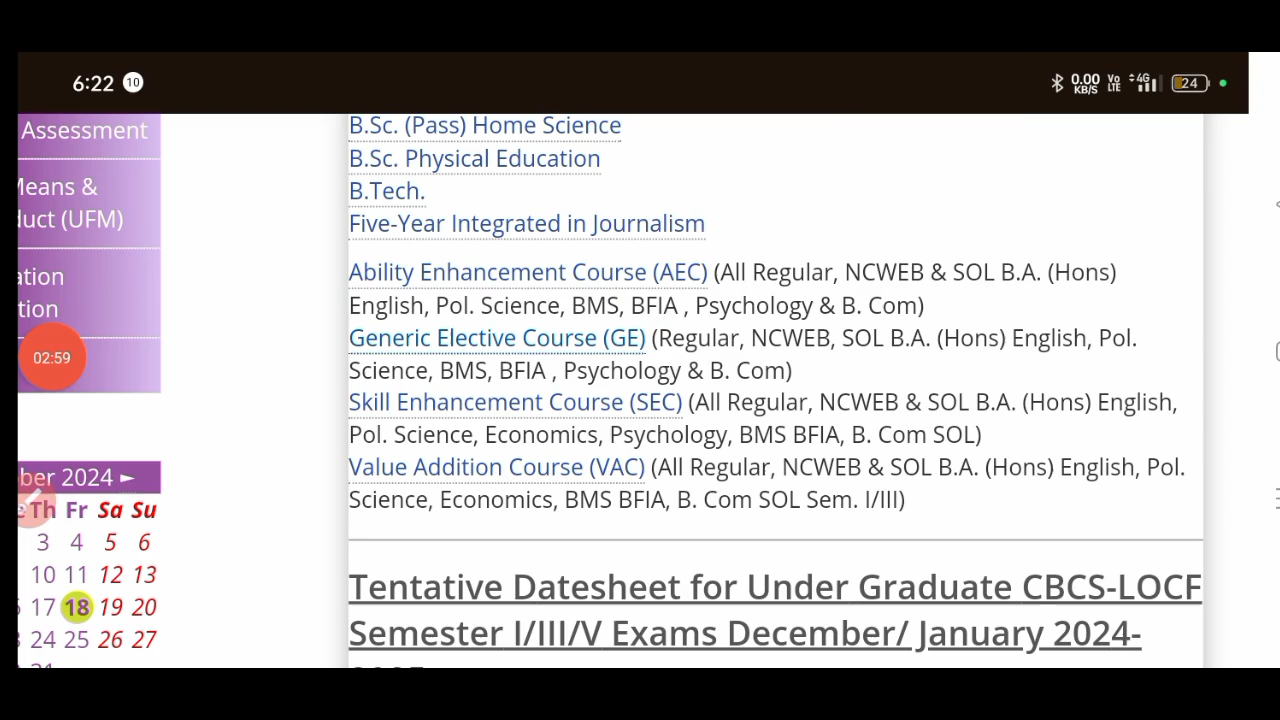 6:22 10
0.00 KB/S Vo LTE 4G 24
Assessment
Means &
duct (UFM)
ation
tion
02:59
ber 2024 ►
Th Fr Sa Su
3 4 5 6
10 11 12 13
17 18 19 20
24 25 26 27
B.Sc. (Pass) Home Science
B.Sc. Physical Education
B.Tech.
Five-Year Integrated in Journalism
Ability Enhancement Course (AEC) (All Regular, NCWEB & SOL B.A. (Hons)
English, Pol. Science, BMS, BFIA , Psychology & B. Com)
Generic Elective Course (GE) (Regular, NCWEB, SOL B.A. (Hons) English, Pol.
Science, BMS, BFIA , Psychology & B. Com)
Skill Enhancement Course (SEC) (All Regular, NCWEB & SOL B.A. (Hons) English,
Pol. Science, Economics, Psychology, BMS BFIA, B. Com SOL)
Value Addition Course (VAC) (All Regular, NCWEB & SOL B.A. (Hons) English, Pol.
Science, Economics, BMS BFIA, B. Com SOL Sem. I/III)
Tentative Datesheet for Under Graduate CBCS-LOCF
Semester I/III/V Exams December/ January 2024-